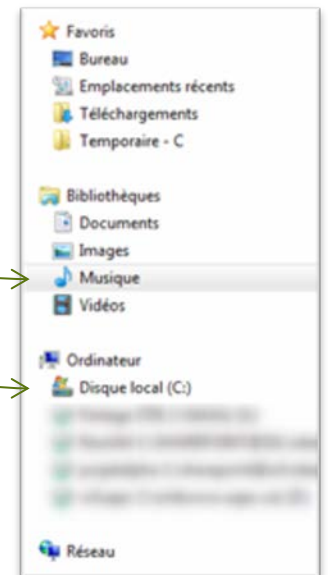 Favoris
Bureau
Emplacements récents
Téléchargements
Temporaire - C
Bibliothèques
Documents
Images
Musique
Vidéos
Ordinateur
Disque local (C:)
Réseau